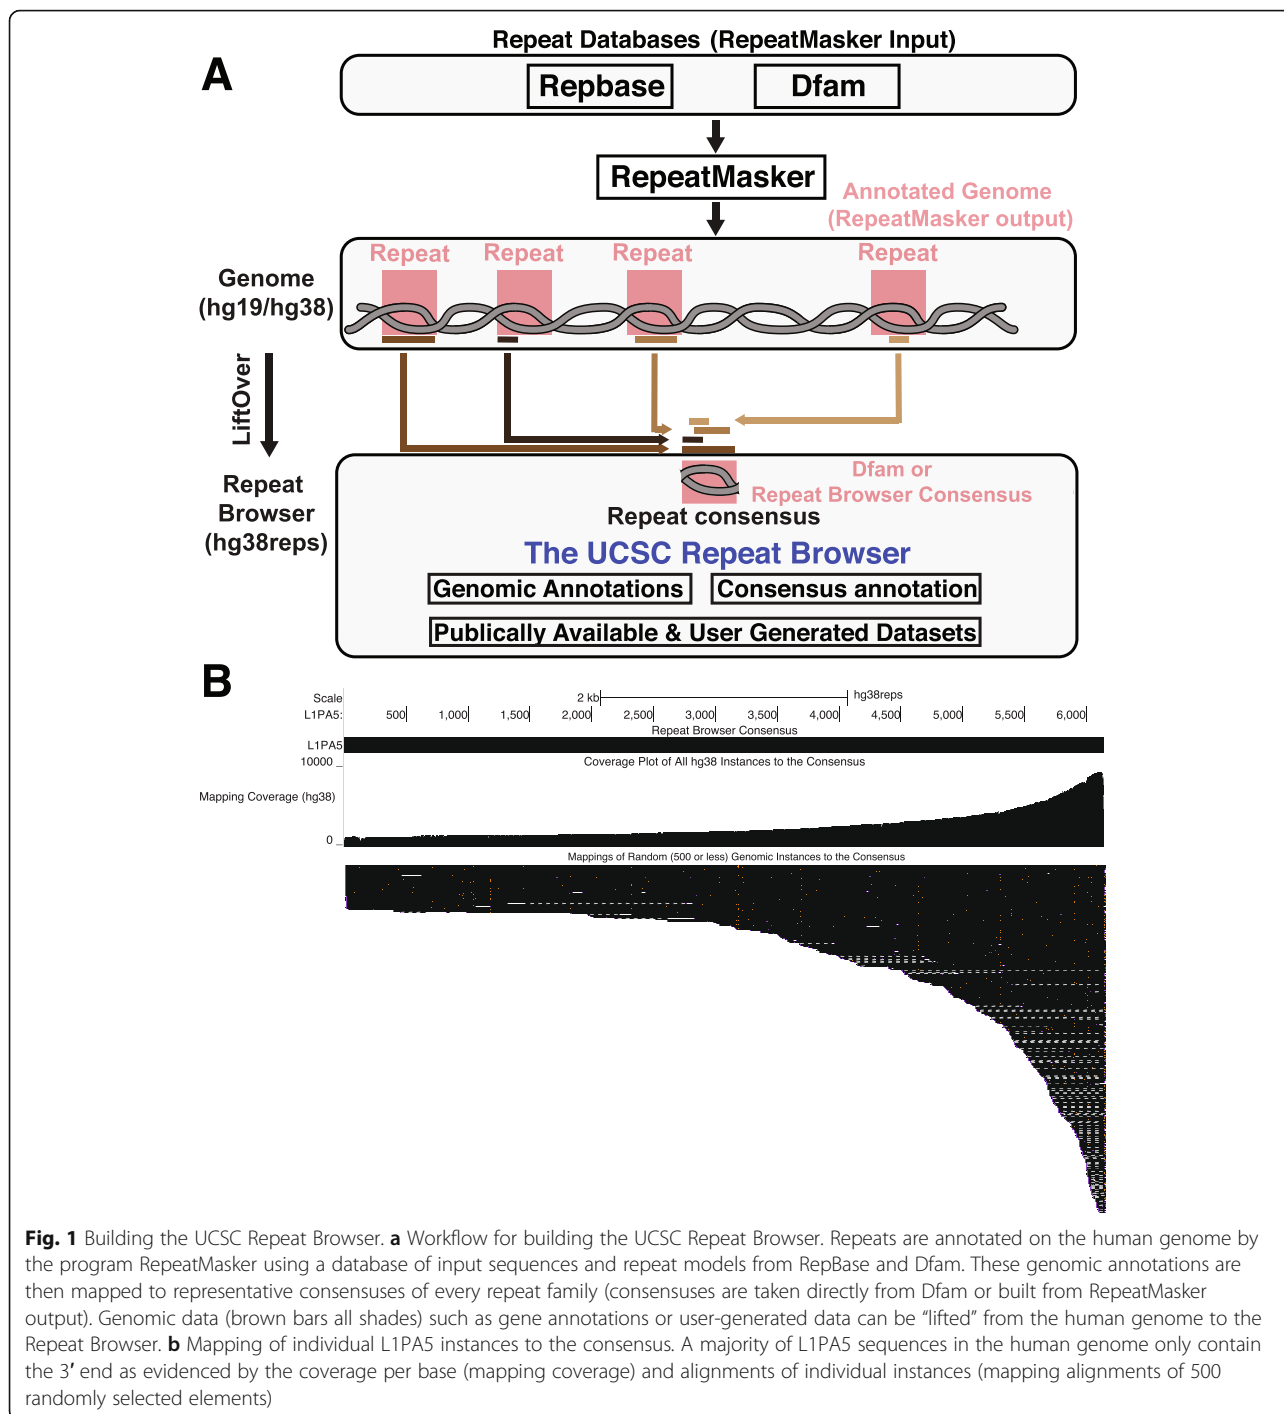 A
Repeat Databases (RepeatMasker Input)
Repbase
Dfam
RepeatMasker
Annotated Genome
(RepeatMasker output)
Repeat
Repeat
Repeat
Repeat
Genome
(hg19/hg38)
LiftOver
Repeat
Browser
(hg38reps)
Dfam or
Repeat Browser Consensus
Repeat consensus
The UCSC Repeat Browser
Genomic Annotations
Consensus annotation
Publically Available & User Generated Datasets
B
Scale
2 kb
hg38reps
L1PA5:
500
1,000
1,500
2,000
2,500
3,000
3,500
4,000
4,500
5,000
5,500
6,000
Repeat Browser Consensus
L1PA5
10000 _
Coverage Plot of All hg38 Instances to the Consensus
Mapping Coverage (hg38)
0 _
Mappings of Random (500 or less) Genomic Instances to the Consensus
Fig. 1 Building the UCSC Repeat Browser. a Workflow for building the UCSC Repeat Browser. Repeats are annotated on the human genome by
the program RepeatMasker using a database of input sequences and repeat models from RepBase and Dfam. These genomic annotations are
then mapped to representative consensuses of every repeat family (consensuses are taken directly from Dfam or built from RepeatMasker
output). Genomic data (brown bars all shades) such as gene annotations or user-generated data can be “lifted” from the human genome to the
Repeat Browser. b Mapping of individual L1PA5 instances to the consensus. A majority of L1PA5 sequences in the human genome only contain
the 3′ end as evidenced by the coverage per base (mapping coverage) and alignments of individual instances (mapping alignments of 500
randomly selected elements)